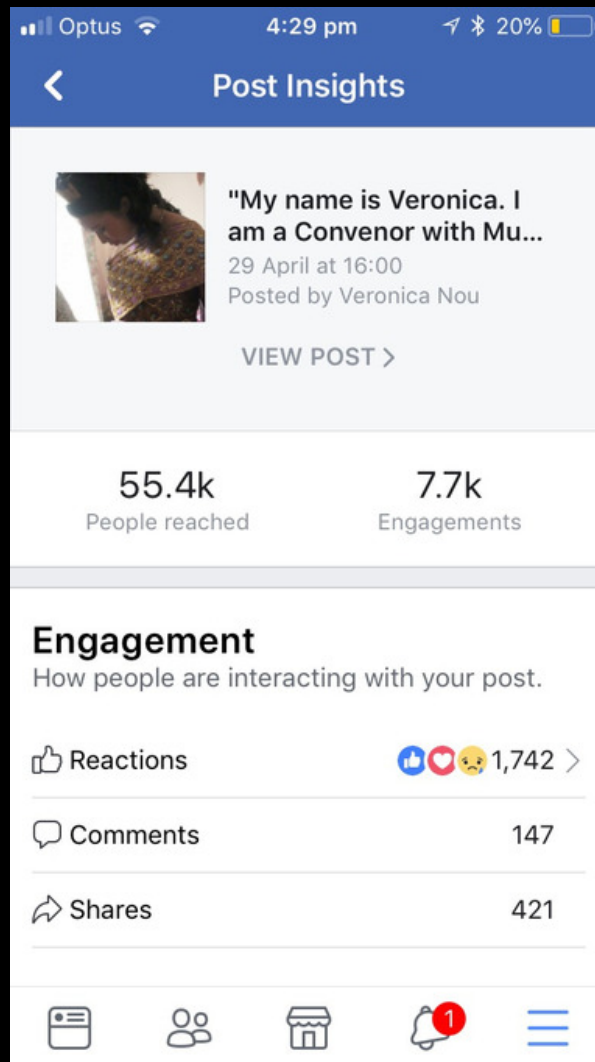 Optus 4:29 pm 20%
Post Insights
"My name is Veronica. I
am a Convenor with Mu...
29 April at 16:00
Posted by Veronica Nou
VIEW POST >
55.4k 7.7k
People reached Engagements
Engagement
How people are interacting with your post.
Reactions 1,742 >
Comments 147
Shares 421
1